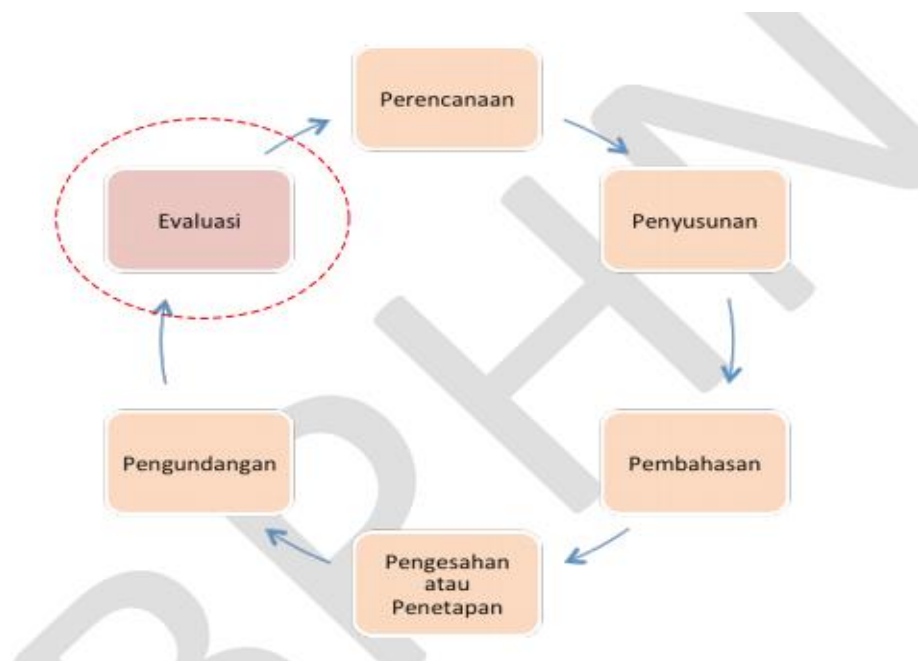 Perencanaan
Penyusunan
Pembahasan
Pengesahan
atau
Penetapan
Pengundangan
Evaluasi
BPHN